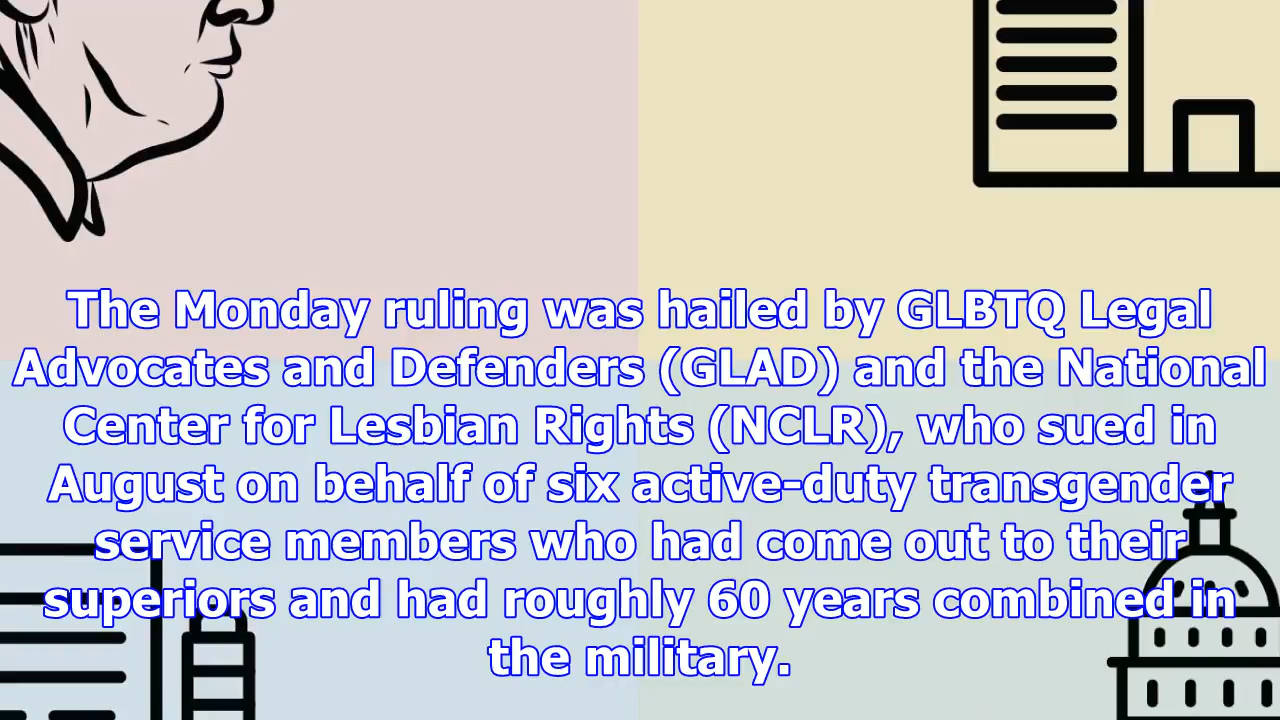 The Monday ruling was hailed by GLBTQ Legal
Advocates and Defenders (GLAD) and the National
Center for Lesbian Rights (NCLR), who sued in
August on behalf of six active-duty transgender
service members who had come out to their
superiors and had roughly 60 years combined in
the military.